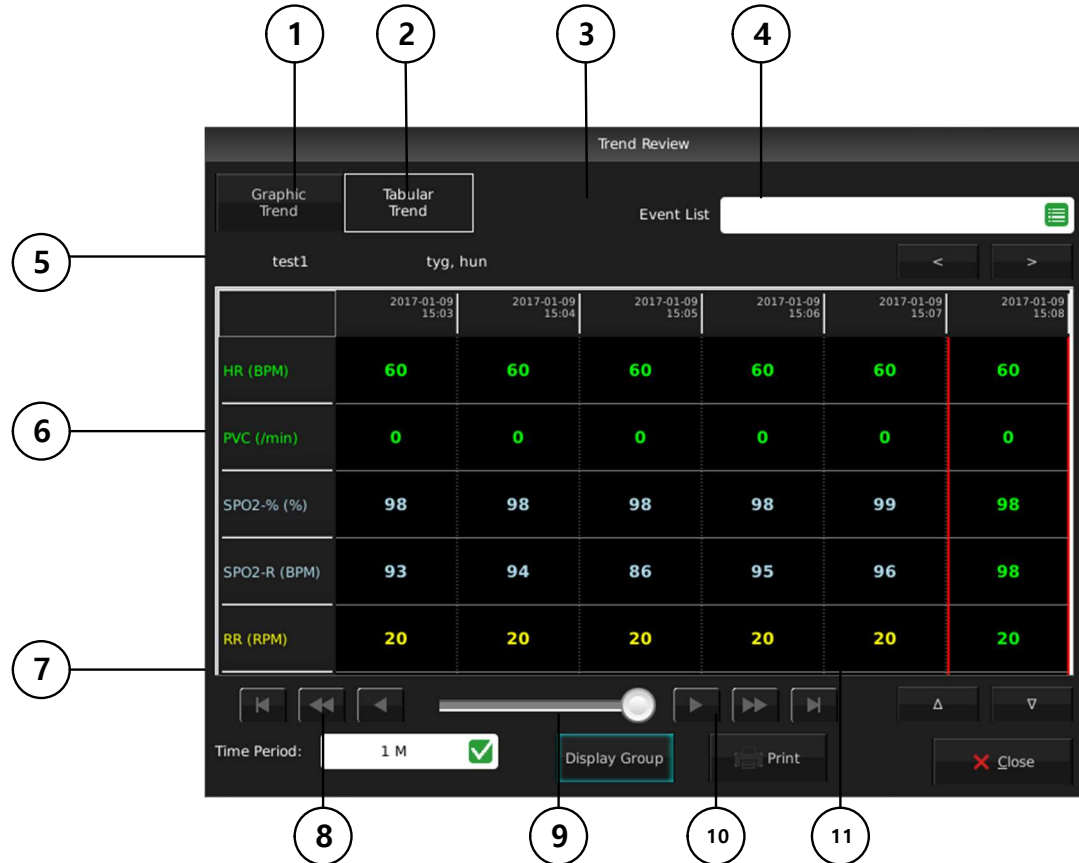 1 2 3 4
Trend Review
Graphic Trend
Tabular Trend
Event List
5
test1 tyg, hun < >
2017-01-09 2017-01-09 2017-01-09 2017-01-09 2017-01-09 2017-01-09
15:03 15:04 15:05 15:06 15:07 15:08
HR (BPM) 60 60 60 60 60 60
6
PVC (/min) 0 0 0 0 0 0
SPO2-% (%) 98 98 98 98 99 98
SPO2-R (BPM) 93 94 86 95 96 98
RR (RPM) 20 20 20 20 20 20
7
Time Period: 1 M Display Group Print Close
8 9 10 11